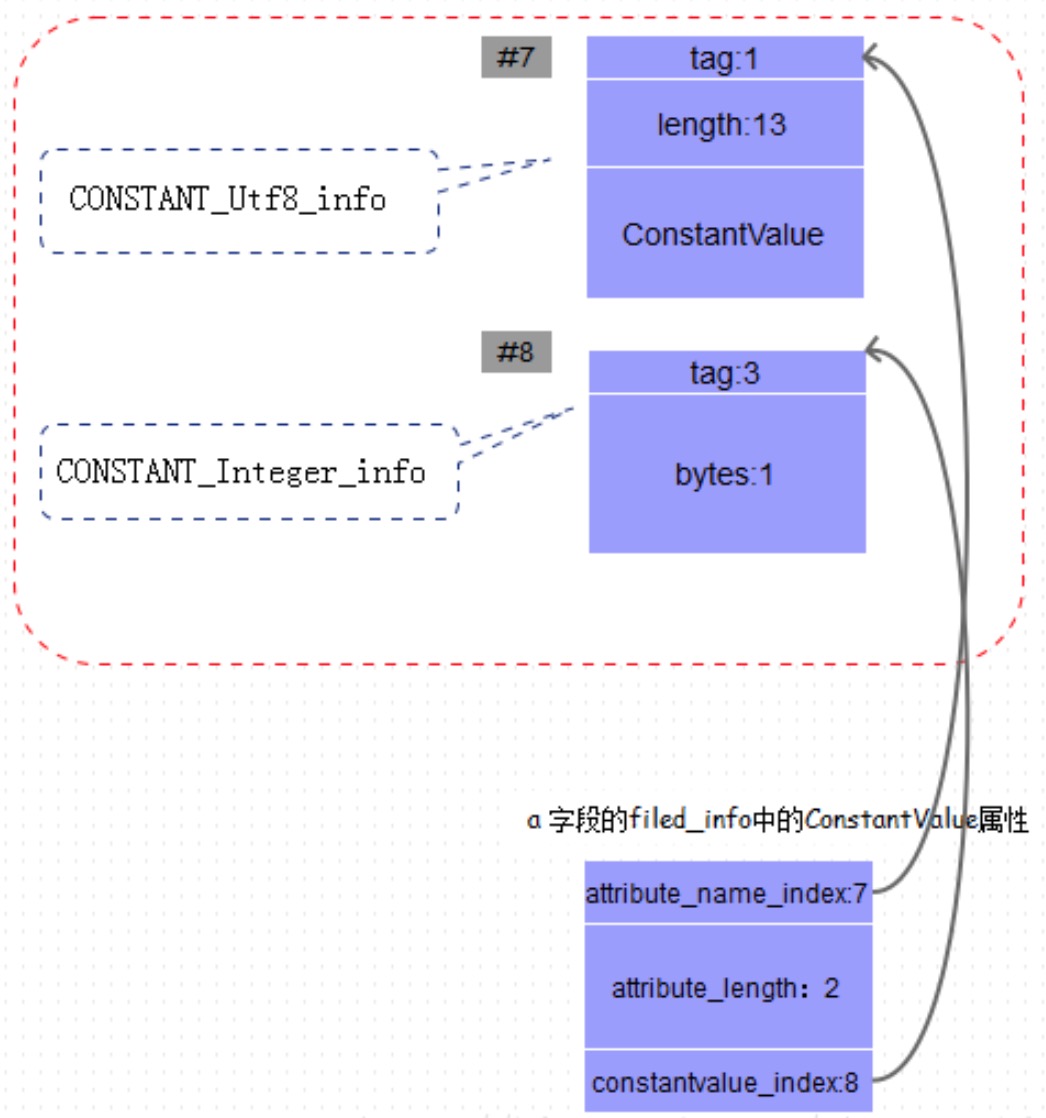 #7
tag:1
length:13
CONSTANT_Utf8_info
ConstantValue
#8
tag:3
CONSTANT_Integer_info
bytes:1
a 字段的filed_info中的ConstantValue属性
attribute_name_index:7
attribute_length：2
constantvalue_index:8